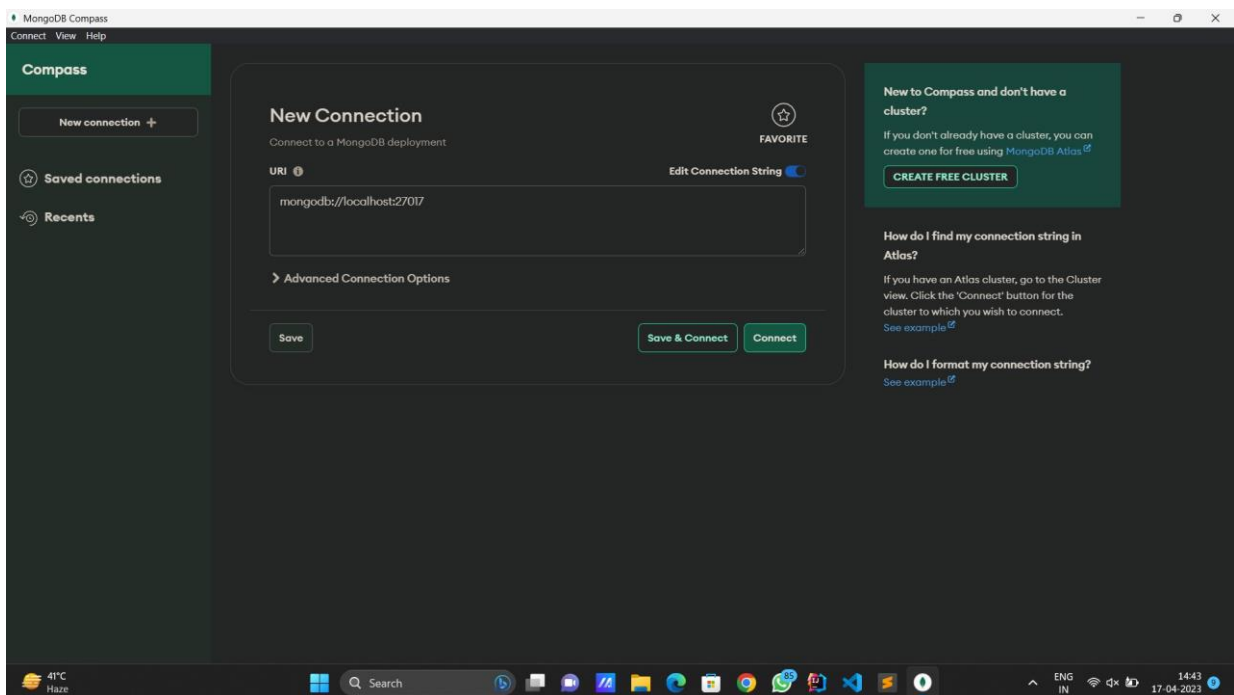 MongoDB Compass
Connect View Help
Compass
New connection +
Saved connections
Recents
New Connection
Connect to a MongoDB deployment
FAVORITE
URI
Edit Connection String
mongodb://localhost:27017
Advanced Connection Options
Save
Save & Connect
Connect
New to Compass and don't have a
cluster?
If you don't already have a cluster, you can
create one for free using MongoDB Atlas
CREATE FREE CLUSTER
How do I find my connection string in
Atlas?
If you have an Atlas cluster, go to the Cluster
view. Click the 'Connect' button for the
cluster to which you wish to connect.
See example
How do I format my connection string?
See example
41°C
Haze
Search
85
ENG
IN
14:43
17-04-2023
9